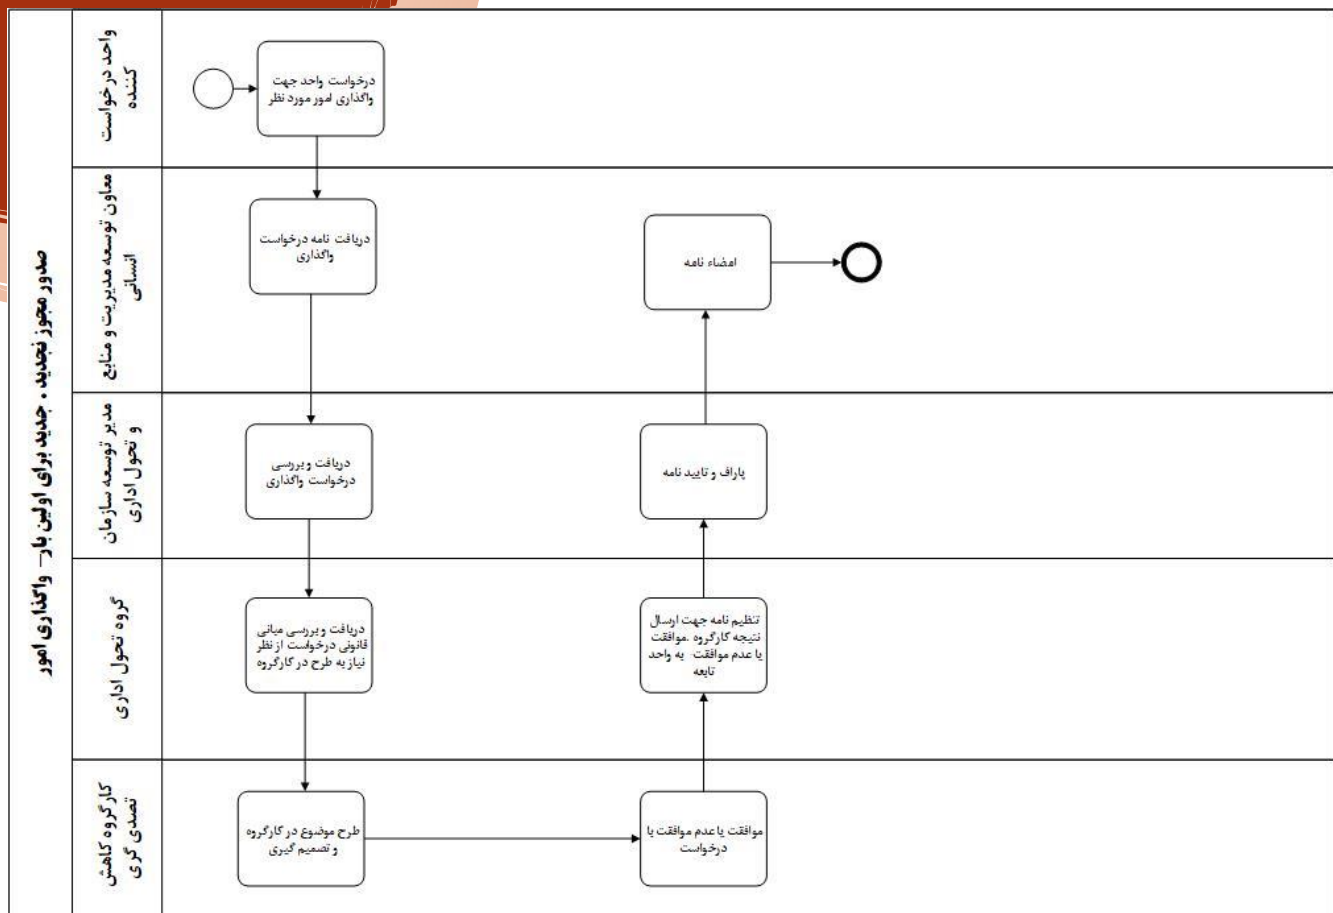 صدور مجوز تجدید ، جدید برای اولین بار – واگذاری امور
واحد درخواست
کننده
درخواست واحد جهت
واگذاری امور مورد نظر
معاون توسعه مدیریت و منابع
انسانی
دریافت نامه درخواست
واگذاری
امضاء نامه
مدیر توسعه سازمان
و تحول اداری
دریافت و بررسی
درخواست واگذاری
پاراف و تایید نامه
گروه تحول اداری
دریافت و بررسی مبانی
قانونی درخواست از نظر
نیاز به طرح در کارگروه
تنظیم نامه جهت ارسال
نتیجه کارگروه .موافقت
یا عدم موافقت به واحد
تابعه
کارگروه کاهش
تصدی گری
طرح موضوع در کارگروه
و تصمیم گیری
موافقت یا عدم موافقت با
درخواست